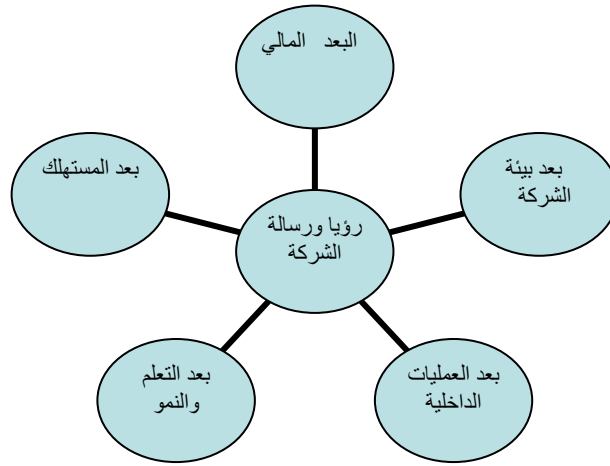 البعد المالي
بعد بيئة
الشركة
بعد المستهلك
رؤيا ورسالة
الشركة
بعد التعلم
والنمو
بعد العمليات
الداخلية